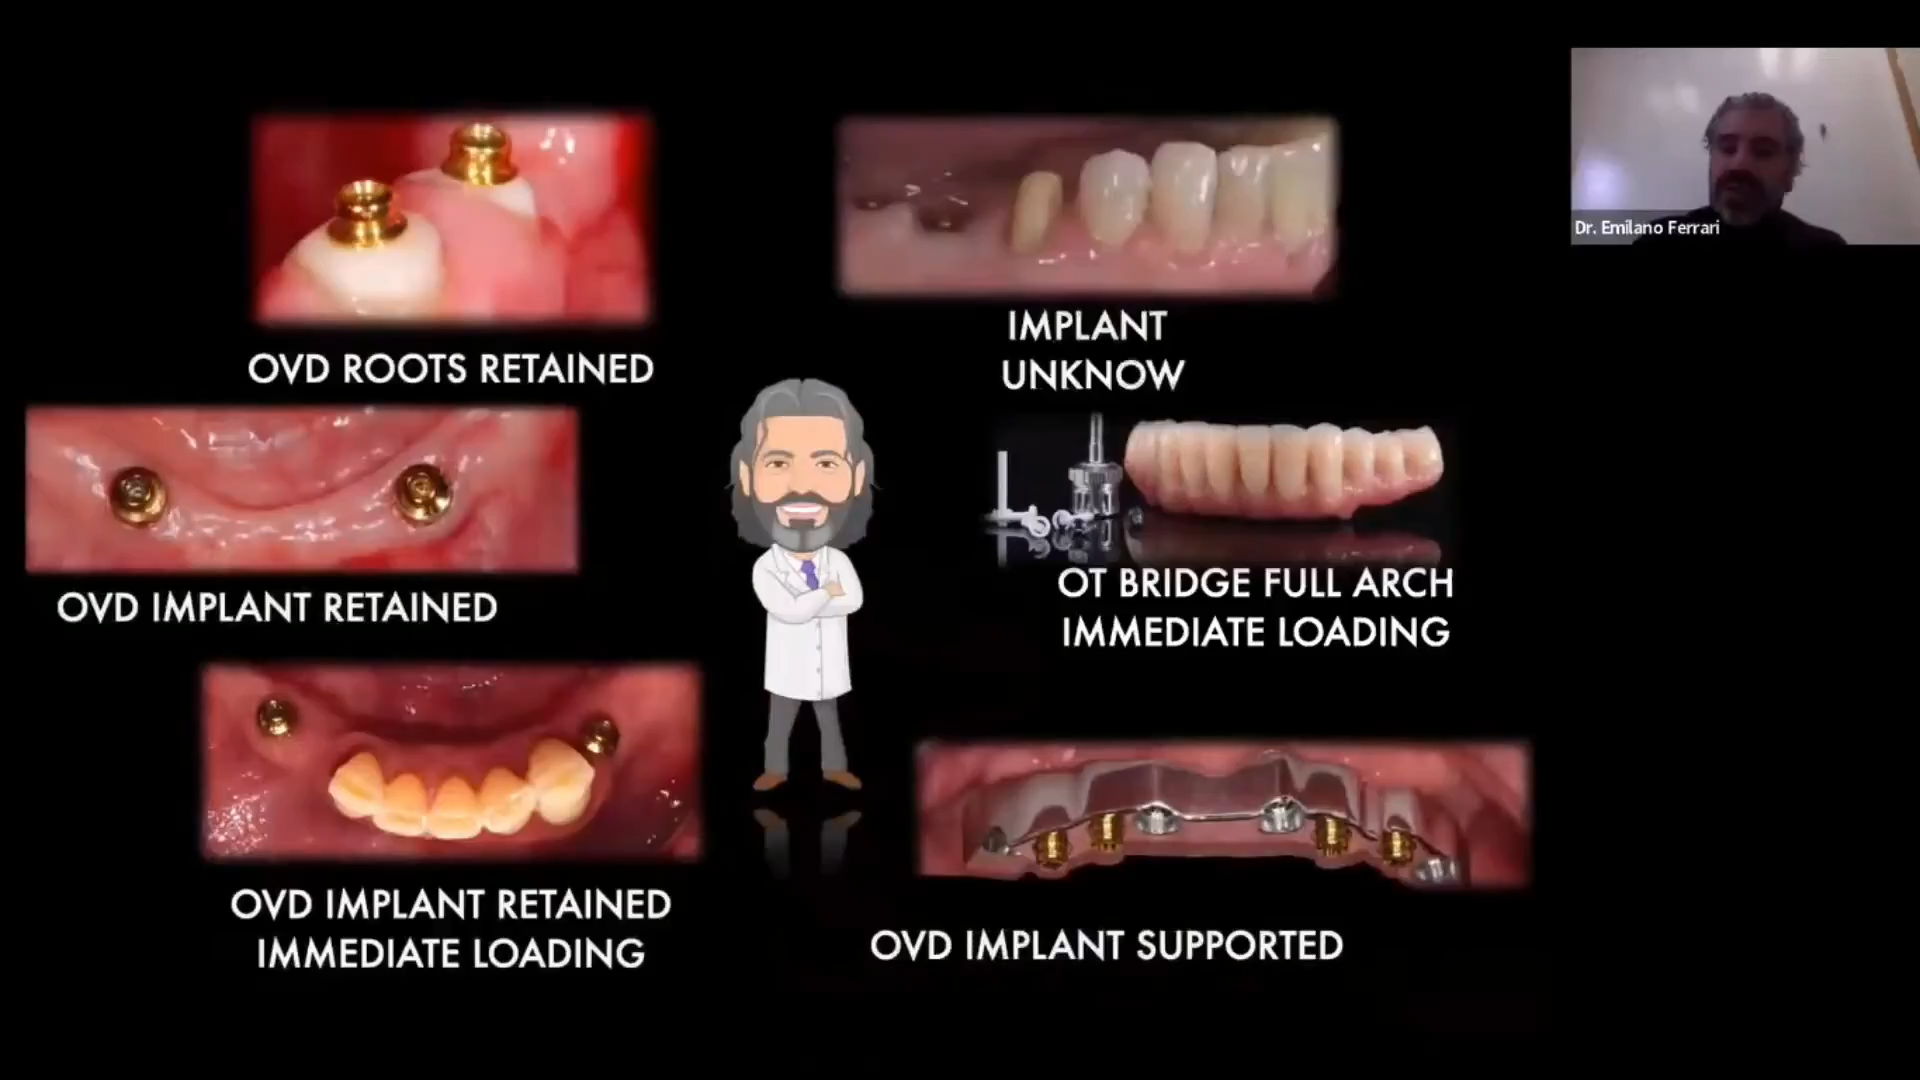 Dr. Emilano Ferrari
OVD ROOTS RETAINED
IMPLANT
UNKNOW
OVD IMPLANT RETAINED
OT BRIDGE FULL ARCH
IMMEDIATE LOADING
OVD IMPLANT RETAINED
IMMEDIATE LOADING
OVD IMPLANT SUPPORTED